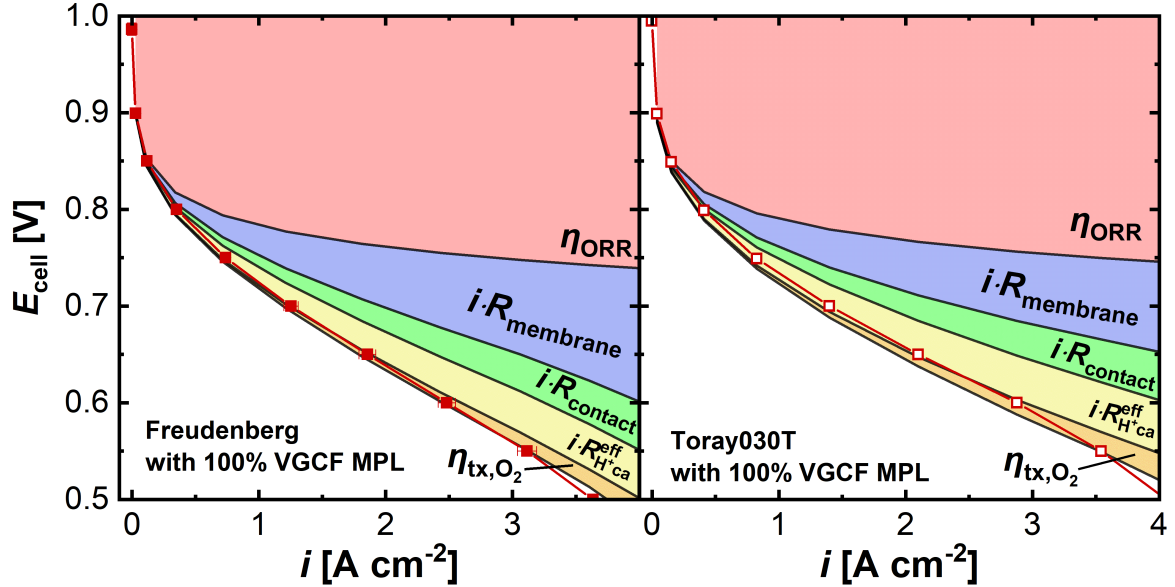 E_cell [V]
1.0
0.9
0.8
0.7
0.6
0.5
η_ORR
i·R_membrane
i·R_contact
i·R^eff_H⁺ca
η_tx,O₂
Freudenberg
with 100% VGCF MPL
0 1 2 3
i [A cm⁻²]
η_ORR
i·R_membrane
i·R_contact
i·R^eff_H⁺ca
η_tx,O₂
Toray030T
with 100% VGCF MPL
0 1 2 3 4
i [A cm⁻²]